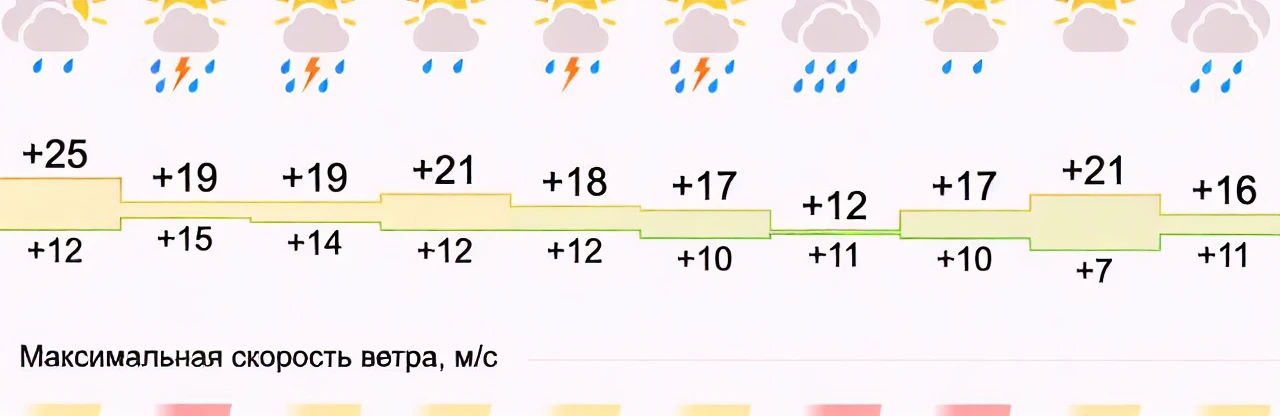 +25 +19 +19 +21 +18 +17 +12 +17 +21 +16
+12 +15 +14 +12 +12 +10 +11 +10 +7 +11
Максимальная скорость ветра, м/с